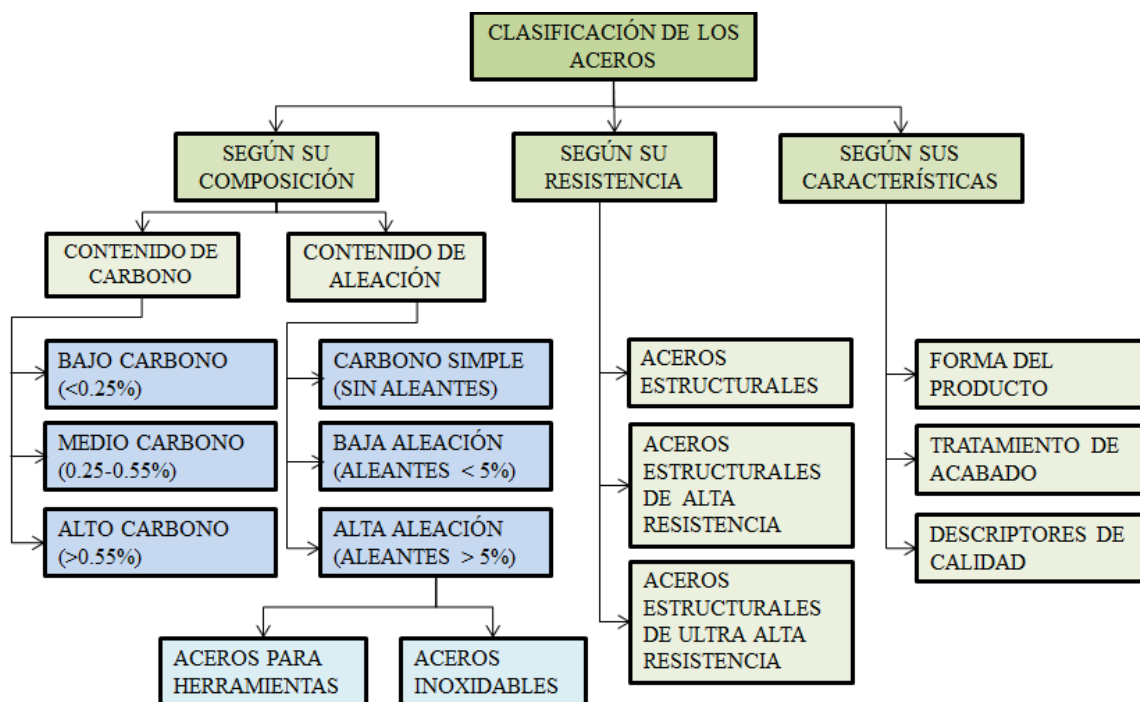 CLASIFICACIÓN DE LOS
ACEROS
SEGÚN SU
COMPOSICIÓN
SEGÚN SU
RESISTENCIA
SEGÚN SUS
CARACTERÍSTICAS
CONTENIDO DE
CARBONO
CONTENIDO DE
ALEACIÓN
BAJO CARBONO
(<0.25%)
MEDIO CARBONO
(0.25-0.55%)
ALTO CARBONO
(>0.55%)
CARBONO SIMPLE
(SIN ALEANTES)
BAJA ALEACIÓN
(ALEANTES < 5%)
ALTA ALEACIÓN
(ALEANTES > 5%)
ACEROS PARA
HERRAMIENTAS
ACEROS
INOXIDABLES
ACEROS
ESTRUCTURALES
ACEROS
ESTRUCTURALES
DE ALTA
RESISTENCIA
ACEROS
ESTRUCTURALES
DE ULTRA ALTA
RESISTENCIA
FORMA DEL
PRODUCTO
TRATAMIENTO DE
ACABADO
DESCRIPTORES DE
CALIDAD